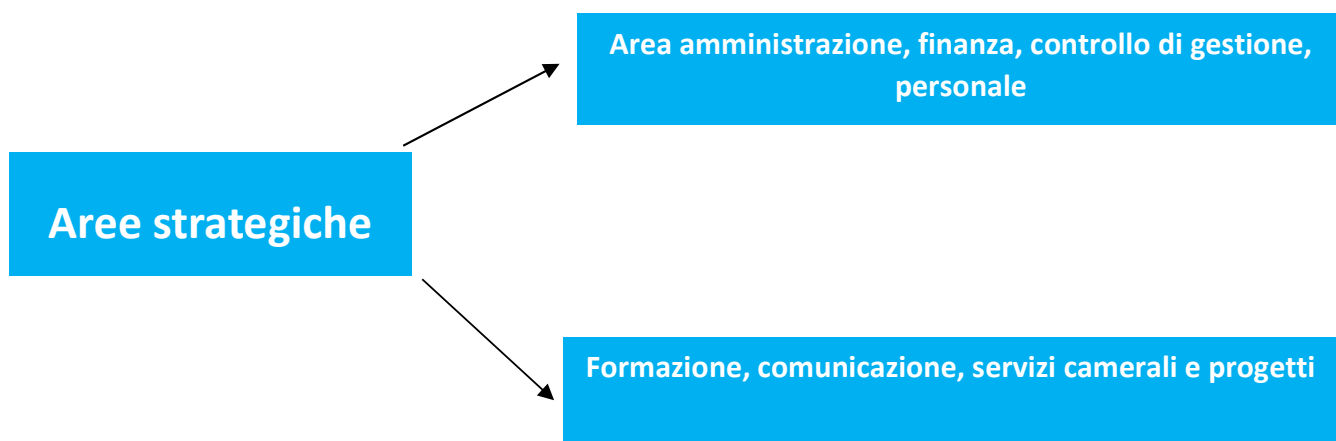 Area amministrazione, finanza, controllo di gestione,
personale
Aree strategiche
Formazione, comunicazione, servizi camerali e progetti